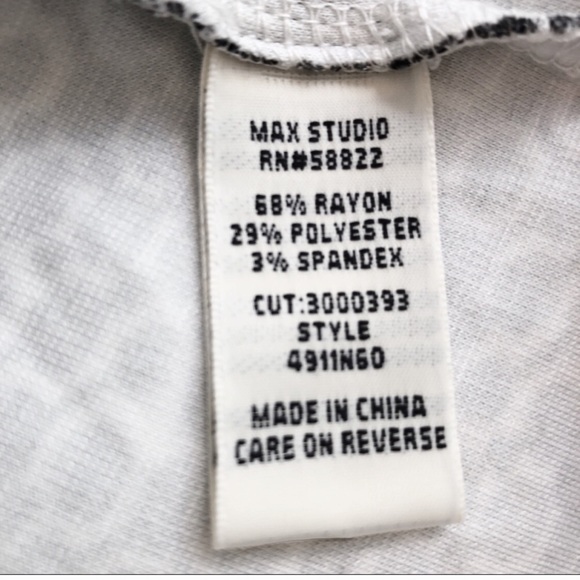 MAX STUDIO
RN#58822
68% RAYON
29% POLYESTER
3% SPANDEX
CUT:3000393
STYLE
4911N60
MADE IN CHINA
CARE ON REVERSE